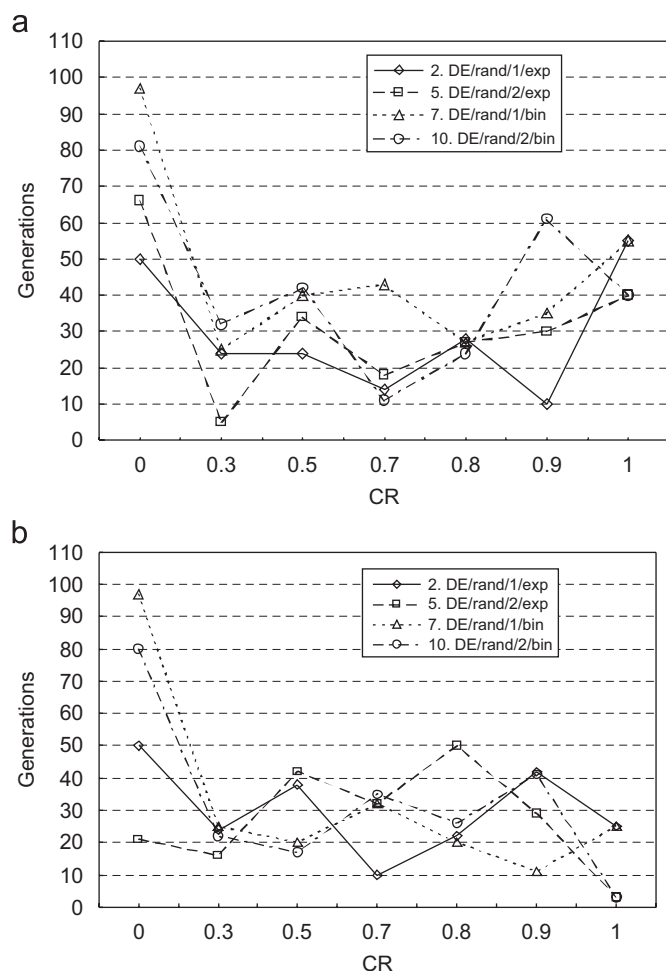 a
110
100
90
80
70
60
50
40
30
20
10
0
Generations
2. DE/rand/1/exp
5. DE/rand/2/exp
7. DE/rand/1/bin
10. DE/rand/2/bin
0 0.3 0.5 0.7 0.8 0.9 1
CR
b
110
100
90
80
70
60
50
40
30
20
10
0
Generations
2. DE/rand/1/exp
5. DE/rand/2/exp
7. DE/rand/1/bin
10. DE/rand/2/bin
0 0.3 0.5 0.7 0.8 0.9 1
CR